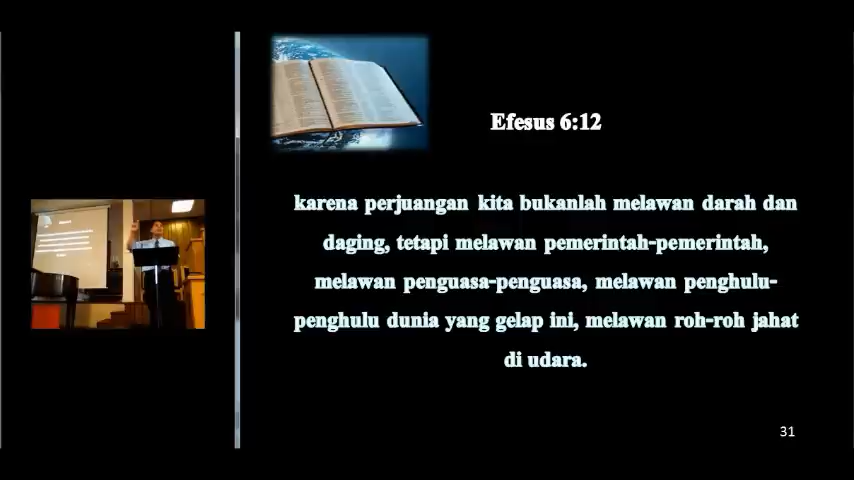 Efesus 6:12
karena perjuangan kita bukanlah melawan darah dan
daging, tetapi melawan pemerintah-pemerintah,
melawan penguasa-penguasa, melawan penghulu-
penghulu dunia yang gelap ini, melawan roh-roh jahat
di udara.
31